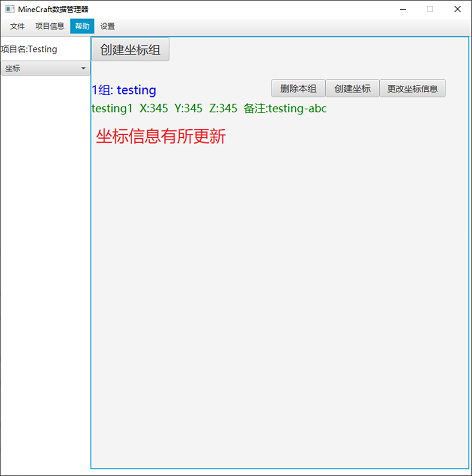 MineCraft数据管理器
文件 项目信息 帮助 设置
项目名:Testing
创建坐标组
坐标
1组: testing 删除本组 创建坐标 更改坐标信息
testing1 X:345 Y:345 Z:345 备注:testing-abc
坐标信息有所更新